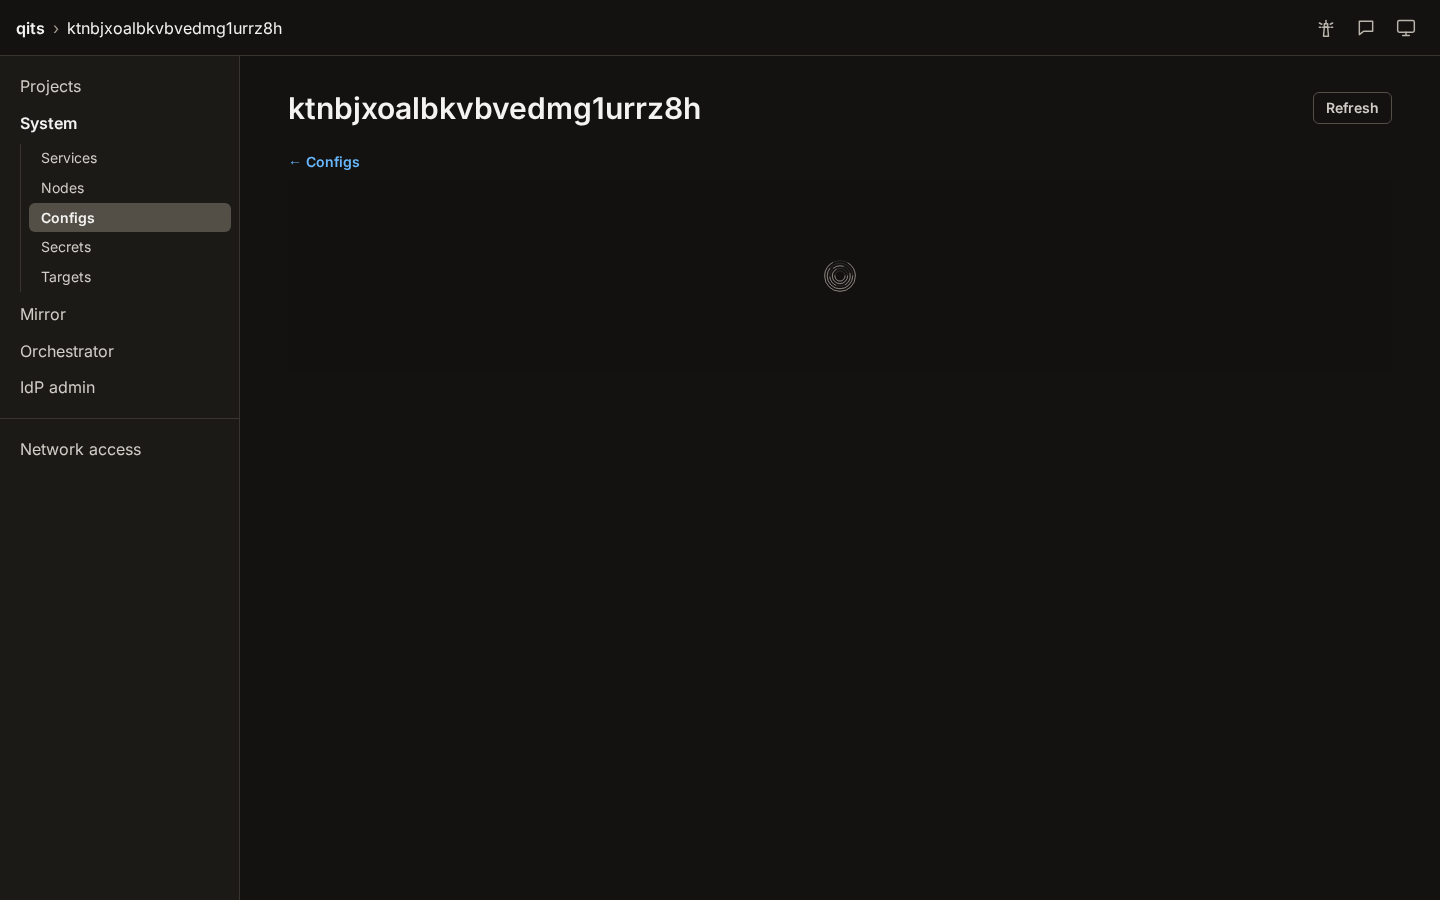 qits › ktnbjxoalbkvbvedmg1urrz8h
Projects
System
Services
Nodes
Configs
Secrets
Targets
Mirror
Orchestrator
IdP admin
Network access
ktnbjxoalbkvbvedmg1urrz8h
Refresh
← Configs